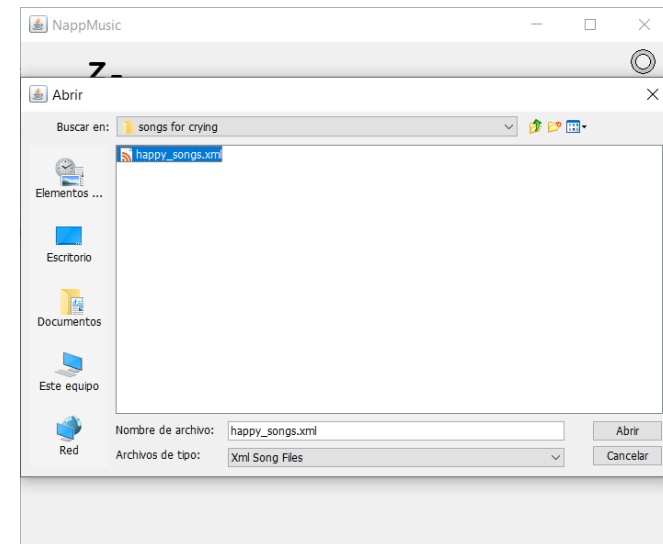 NappMusic
Z
Abrir
Buscar en:
songs for crying
happy_songs.xml
Elementos ...
Escritorio
Documentos
Este equipo
Red
Nombre de archivo:
happy_songs.xml
Abrir
Archivos de tipo:
Xml Song Files
Cancelar